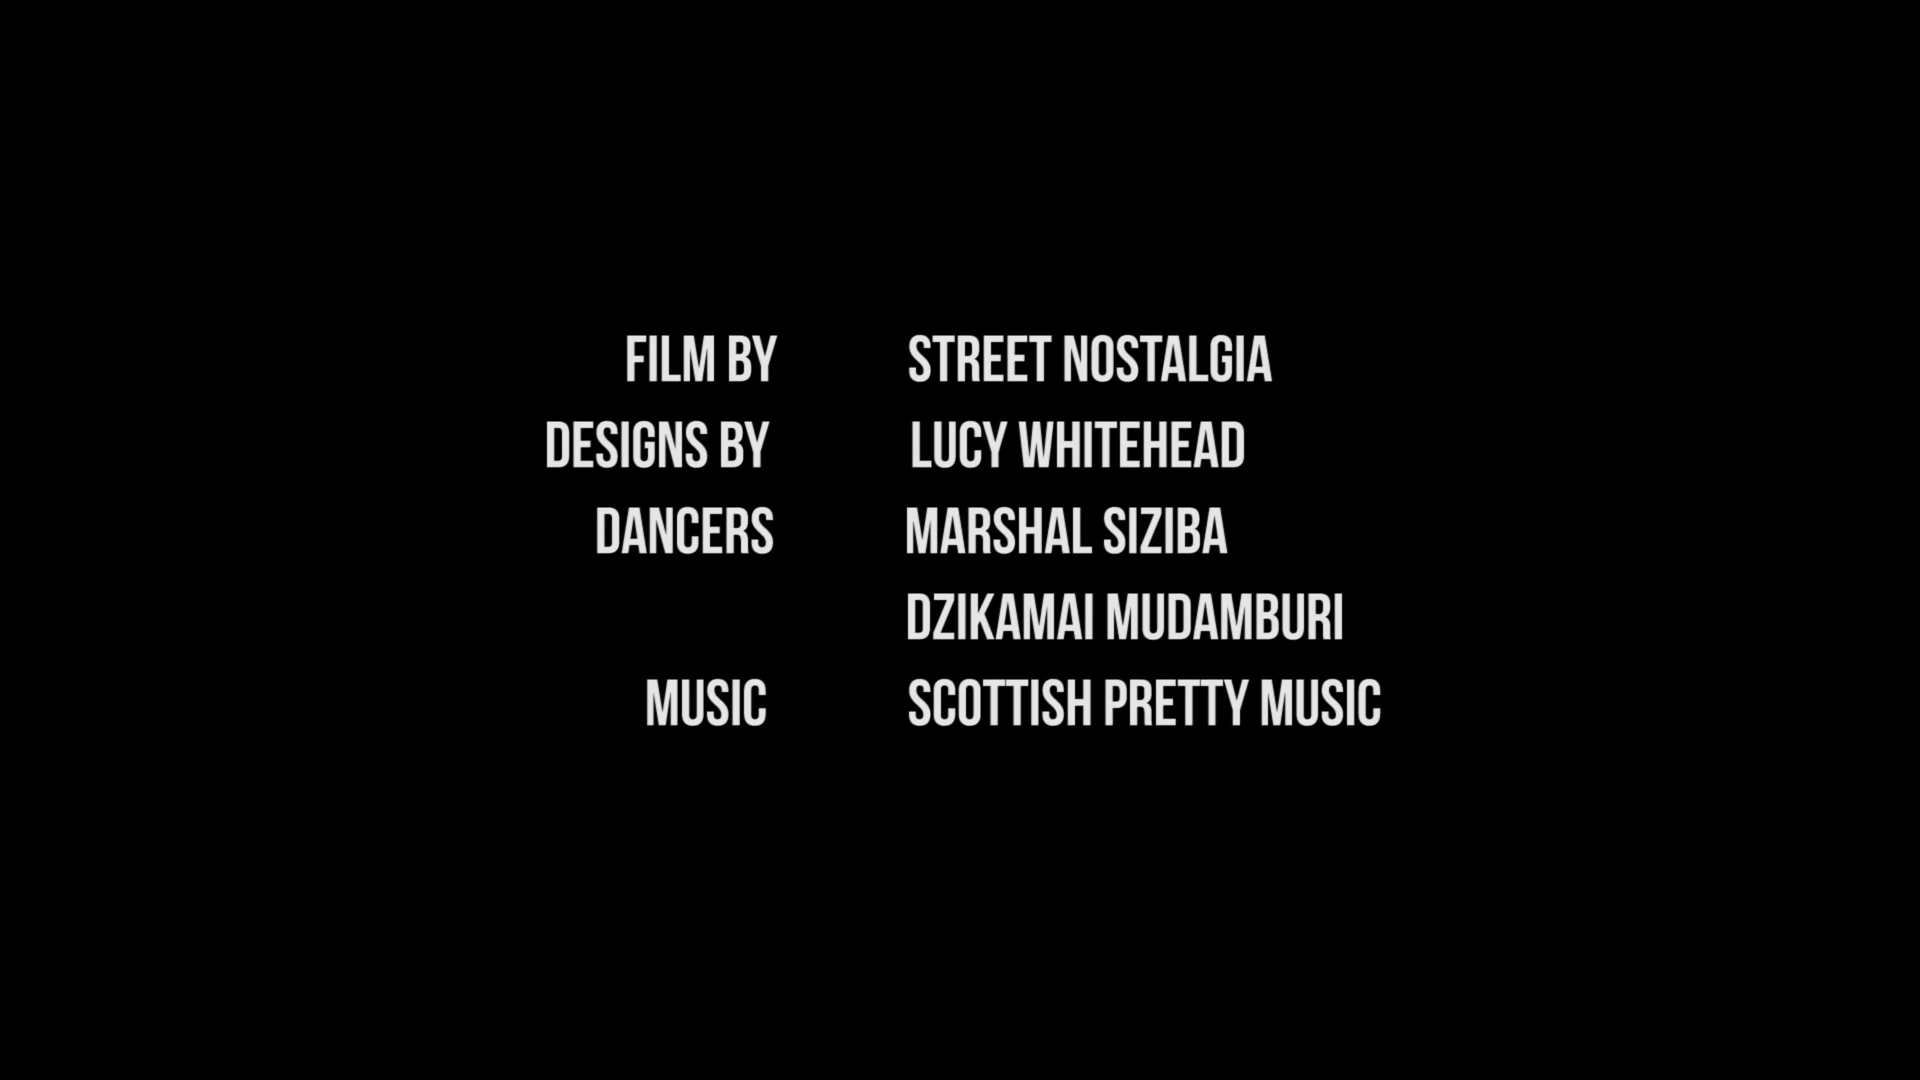 FILM BY STREET NOSTALGIA
DESIGNS BY LUCY WHITEHEAD
DANCERS MARSHAL SIZIBA
DZIKAMAI MUDAMBURI
MUSIC SCOTTISH PRETTY MUSIC